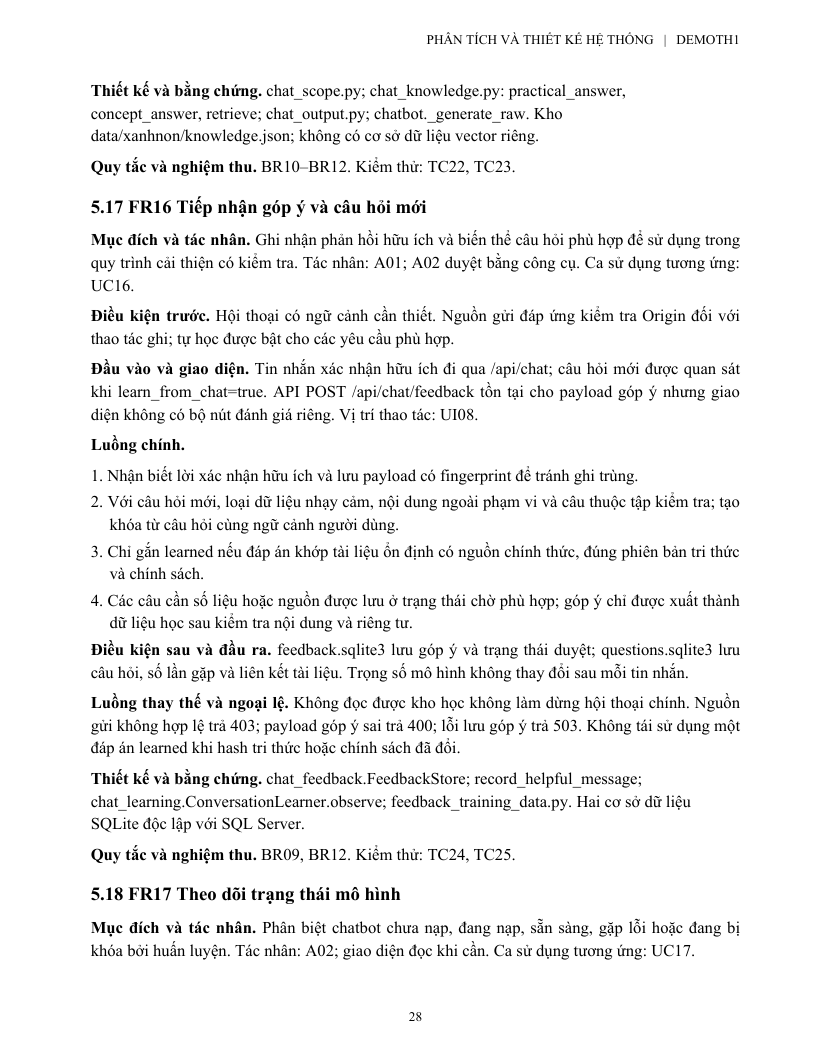 PHÂN TÍCH VÀ THIẾT KẾ HỆ THỐNG | DEMOTH1
Thiết kế và bằng chứng. chat_scope.py; chat_knowledge.py: practical_answer,
concept_answer, retrieve; chat_output.py; chatbot._generate_raw. Kho
data/xanhnon/knowledge.json; không có cơ sở dữ liệu vector riêng.
Quy tắc và nghiệm thu. BR10–BR12. Kiểm thử: TC22, TC23.
5.17 FR16 Tiếp nhận góp ý và câu hỏi mới
Mục đích và tác nhân. Ghi nhận phản hồi hữu ích và biến thể câu hỏi phù hợp để sử dụng trong
quy trình cải thiện có kiểm tra. Tác nhân: A01; A02 duyệt bằng công cụ. Ca sử dụng tương ứng:
UC16.
Điều kiện trước. Hội thoại có ngữ cảnh cần thiết. Nguồn gửi đáp ứng kiểm tra Origin đối với
thao tác ghi; tự học được bật cho các yêu cầu phù hợp.
Đầu vào và giao diện. Tin nhắn xác nhận hữu ích đi qua /api/chat; câu hỏi mới được quan sát
khi learn_from_chat=true. API POST /api/chat/feedback tồn tại cho payload góp ý nhưng giao
diện không có bộ nút đánh giá riêng. Vị trí thao tác: UI08.
Luồng chính.
1. Nhận biết lời xác nhận hữu ích và lưu payload có fingerprint để tránh ghi trùng.
2. Với câu hỏi mới, loại dữ liệu nhạy cảm, nội dung ngoài phạm vi và câu thuộc tập kiểm tra; tạo
khóa từ câu hỏi cùng ngữ cảnh người dùng.
3. Chỉ gắn learned nếu đáp án khớp tài liệu ổn định có nguồn chính thức, đúng phiên bản tri thức
và chính sách.
4. Các câu cần số liệu hoặc nguồn được lưu ở trạng thái chờ phù hợp; góp ý chỉ được xuất thành
dữ liệu học sau kiểm tra nội dung và riêng tư.
Điều kiện sau và đầu ra. feedback.sqlite3 lưu góp ý và trạng thái duyệt; questions.sqlite3 lưu
câu hỏi, số lần gặp và liên kết tài liệu. Trọng số mô hình không thay đổi sau mỗi tin nhắn.
Luồng thay thế và ngoại lệ. Không đọc được kho học không làm dừng hội thoại chính. Nguồn
gửi không hợp lệ trả 403; payload góp ý sai trả 400; lỗi lưu góp ý trả 503. Không tái sử dụng một
đáp án learned khi hash tri thức hoặc chính sách đã đổi.
Thiết kế và bằng chứng. chat_feedback.FeedbackStore; record_helpful_message;
chat_learning.ConversationLearner.observe; feedback_training_data.py. Hai cơ sở dữ liệu
SQLite độc lập với SQL Server.
Quy tắc và nghiệm thu. BR09, BR12. Kiểm thử: TC24, TC25.
5.18 FR17 Theo dõi trạng thái mô hình
Mục đích và tác nhân. Phân biệt chatbot chưa nạp, đang nạp, sẵn sàng, gặp lỗi hoặc đang bị
khóa bởi huấn luyện. Tác nhân: A02; giao diện đọc khi cần. Ca sử dụng tương ứng: UC17.
28